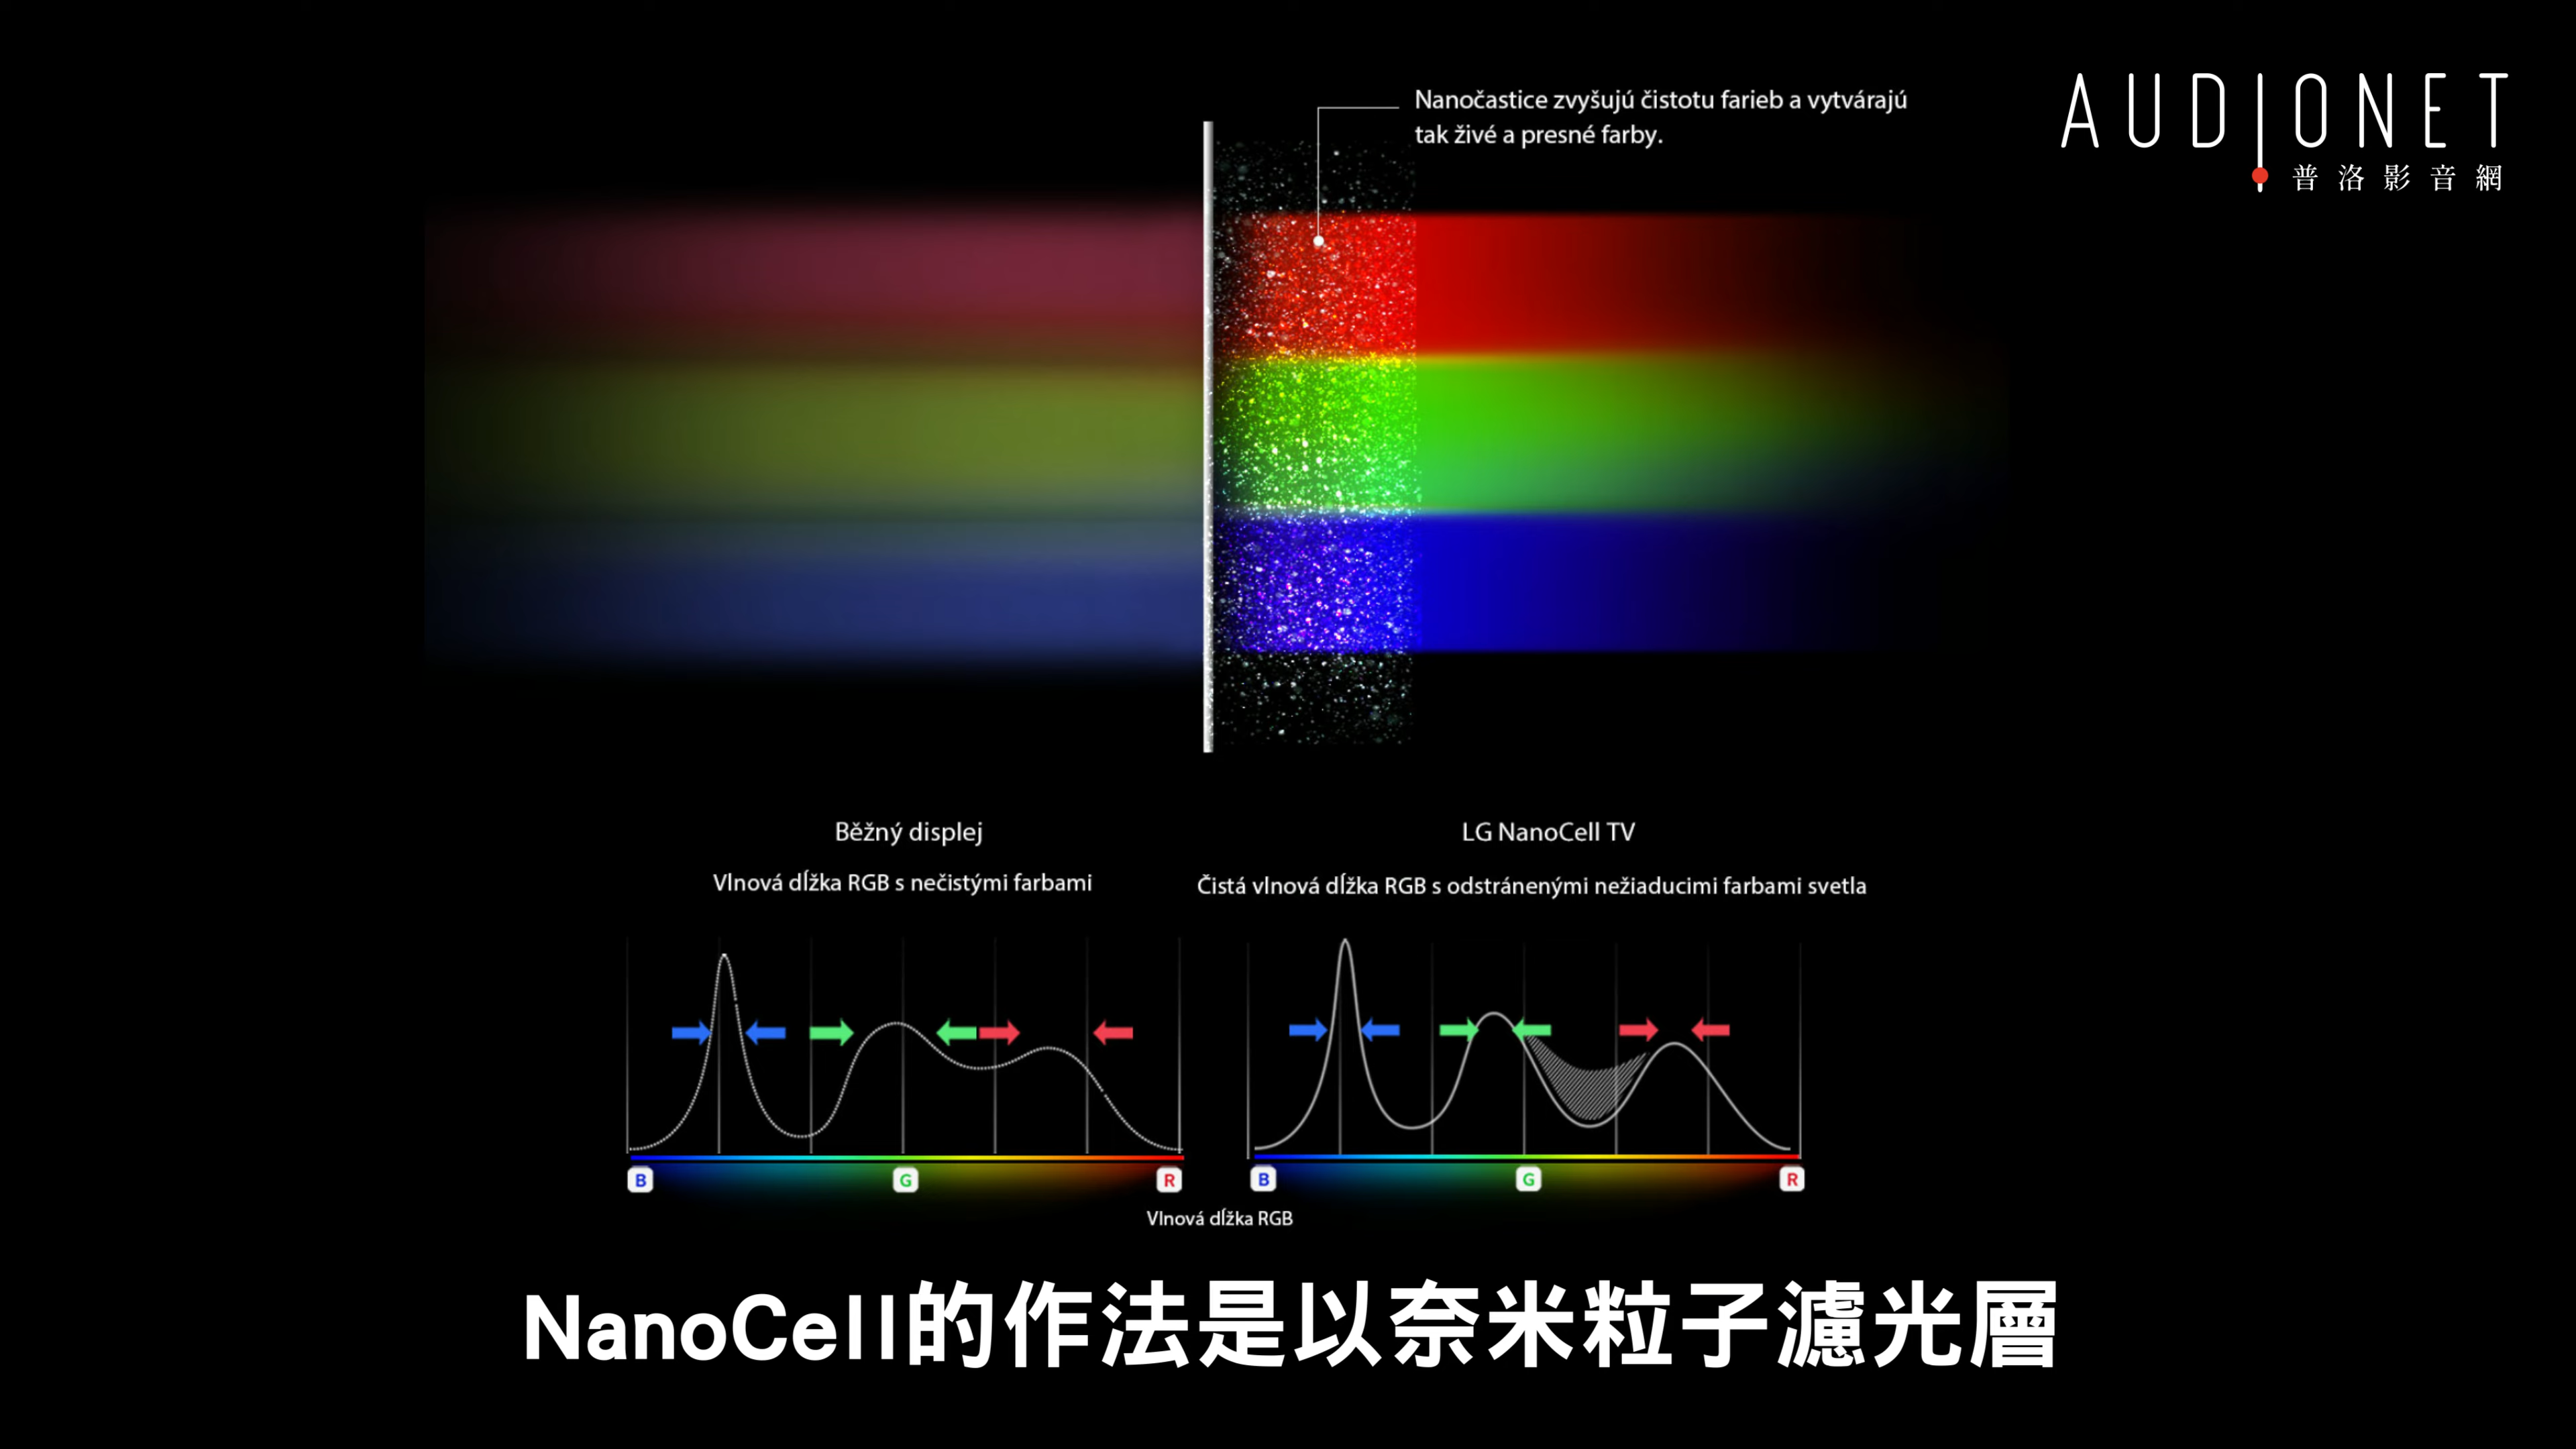 AUDIONET
普洛影音網
Nanočastice zvyšujú čistotu farieb a vytvárajú
tak živé a presné farby.
Běžný displej
Vlnová dĺžka RGB s nečistými farbami
LG NanoCell TV
Čistá vlnová dĺžka RGB s odstránenými nežiaducimi farbami svetla
B G R
B G R
Vlnová dĺžka RGB
NanoCell的作法是以奈米粒子濾光層